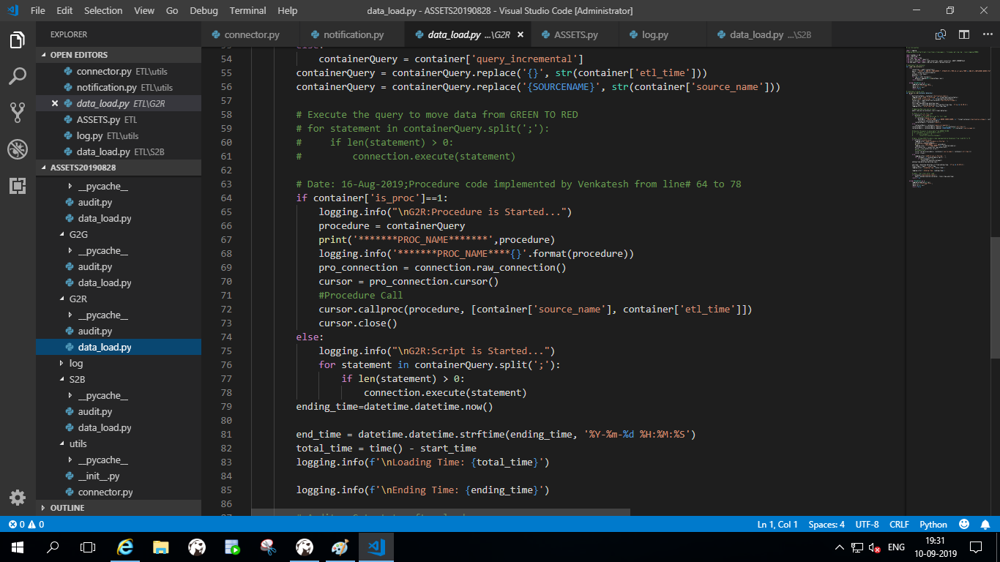 File Edit Selection View Go Debug Terminal Help
data_load.py - ASSETS20190828 - Visual Studio Code [Administrator]
EXPLORER
connector.py
notification.py
data_load.py ...\G2R
ASSETS.py
log.py
data_load.py ...\S2B
OPEN EDITORS
connector.py ETL\utils
notification.py ETL\utils
data_load.py ETL\G2R
ASSETS.py ETL
log.py ETL\utils
data_load.py ETL\S2B
ASSETS20190828
__pycache__
audit.py
data_load.py
G2G
__pycache__
audit.py
data_load.py
G2R
__pycache__
audit.py
data_load.py
log
S2B
__pycache__
audit.py
data_load.py
utils
__pycache__
__init__.py
connector.py
OUTLINE
54 containerQuery = container['query_incremental']
55 containerQuery = containerQuery.replace('{}', str(container['etl_time']))
56 containerQuery = containerQuery.replace('{SOURCENAME}', str(container['source_name']))
57
58 # Execute the query to move data from GREEN TO RED
59 # for statement in containerQuery.split(';'):
60 #     if len(statement) > 0:
61 #         connection.execute(statement)
62
63 # Date: 16-Aug-2019;Procedure code implemented by Venkatesh from line# 64 to 78
64 if container['is_proc']==1:
65 logging.info("\nG2R:Procedure is Started...")
66 procedure = containerQuery
67 print('*******PROC_NAME*******',procedure)
68 logging.info('*******PROC_NAME****{}'.format(procedure))
69 pro_connection = connection.raw_connection()
70 cursor = pro_connection.cursor()
71 #Procedure Call
72 cursor.callproc(procedure, [container['source_name'], container['etl_time']])
73 cursor.close()
74 else:
75 logging.info("\nG2R:Script is Started...")
76 for statement in containerQuery.split(';'):
77 if len(statement) > 0:
78 connection.execute(statement)
79 ending_time=datetime.datetime.now()
80
81 end_time = datetime.datetime.strftime(ending_time, '%Y-%m-%d %H:%M:%S')
82 total_time = time() - start_time
83 logging.info(f'\nLoading Time: {total_time}')
84
85 logging.info(f'\nEnding Time: {ending_time}')
86
0 0
Ln 1, Col 1 Spaces: 4 UTF-8 CRLF Python
ENG
19:31
10-09-2019